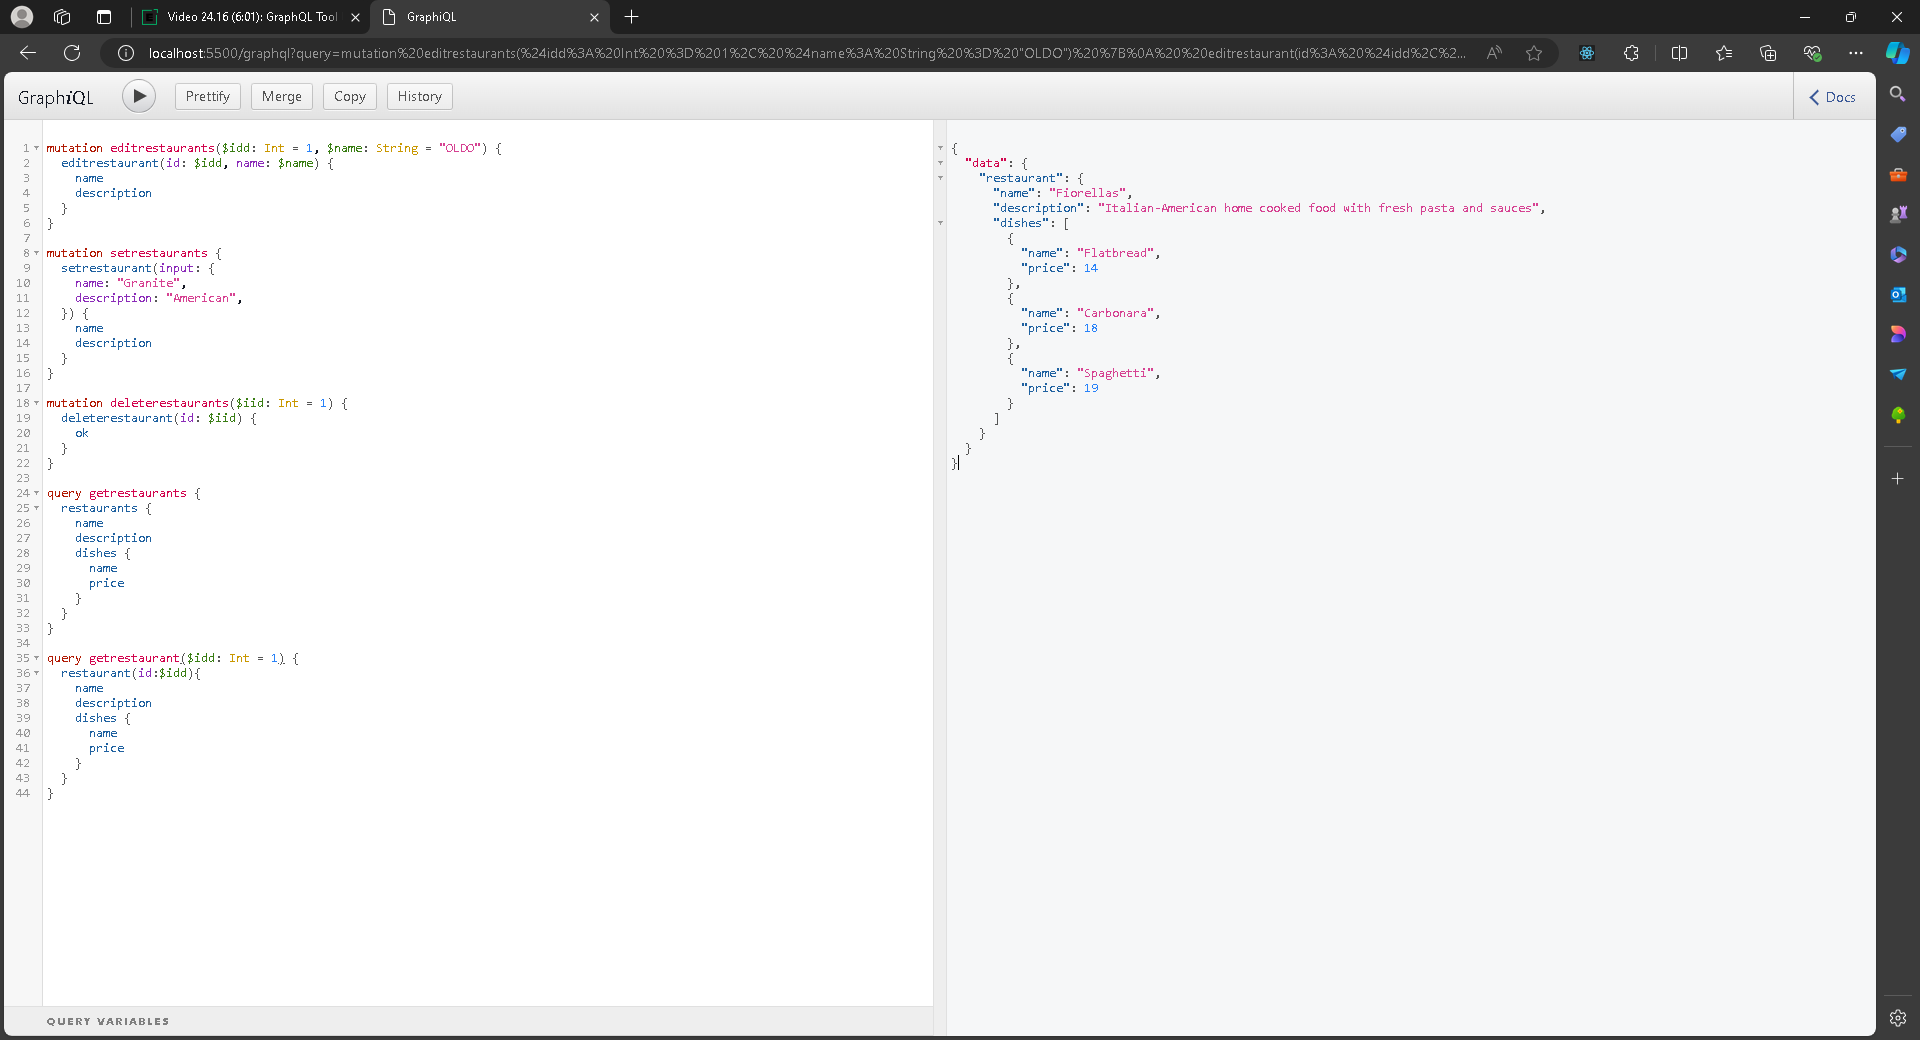 Video 24.16 (6:01): GraphQL Tool
GraphiQL
localhost:5500/graphql?query=mutation%20editrestaurants(%24idd%3A%20Int%20%3D%201%2C%20%24name%3A%20String%20%3D%20"OLDO")%20%7B%0A%20%20editrestaurant(id%3A%20%24idd%2C%2...
GraphiQL
Prettify
Merge
Copy
History
Docs
1 mutation editrestaurants($idd: Int = 1, $name: String = "OLDO") {
2 editrestaurant(id: $idd, name: $name) {
3 name
4 description
5 }
6 }
7
8 mutation setrestaurants {
9 setrestaurant(input: {
10 name: "Granite",
11 description: "American",
12 }) {
13 name
14 description
15 }
16 }
17
18 mutation deleterestaurants($iid: Int = 1) {
19 deleterestaurant(id: $iid) {
20 ok
21 }
22 }
23
24 query getrestaurants {
25 restaurants {
26 name
27 description
28 dishes {
29 name
30 price
31 }
32 }
33 }
34
35 query getrestaurant($idd: Int = 1) {
36 restaurant(id:$idd){
37 name
38 description
39 dishes {
40 name
41 price
42 }
43 }
44 }
QUERY VARIABLES
{
"data": {
"restaurant": {
"name": "Fiorellas",
"description": "Italian-American home cooked food with fresh pasta and sauces",
"dishes": [
{
"name": "Flatbread",
"price": 14
},
{
"name": "Carbonara",
"price": 18
},
{
"name": "Spaghetti",
"price": 19
}
]
}
}
}